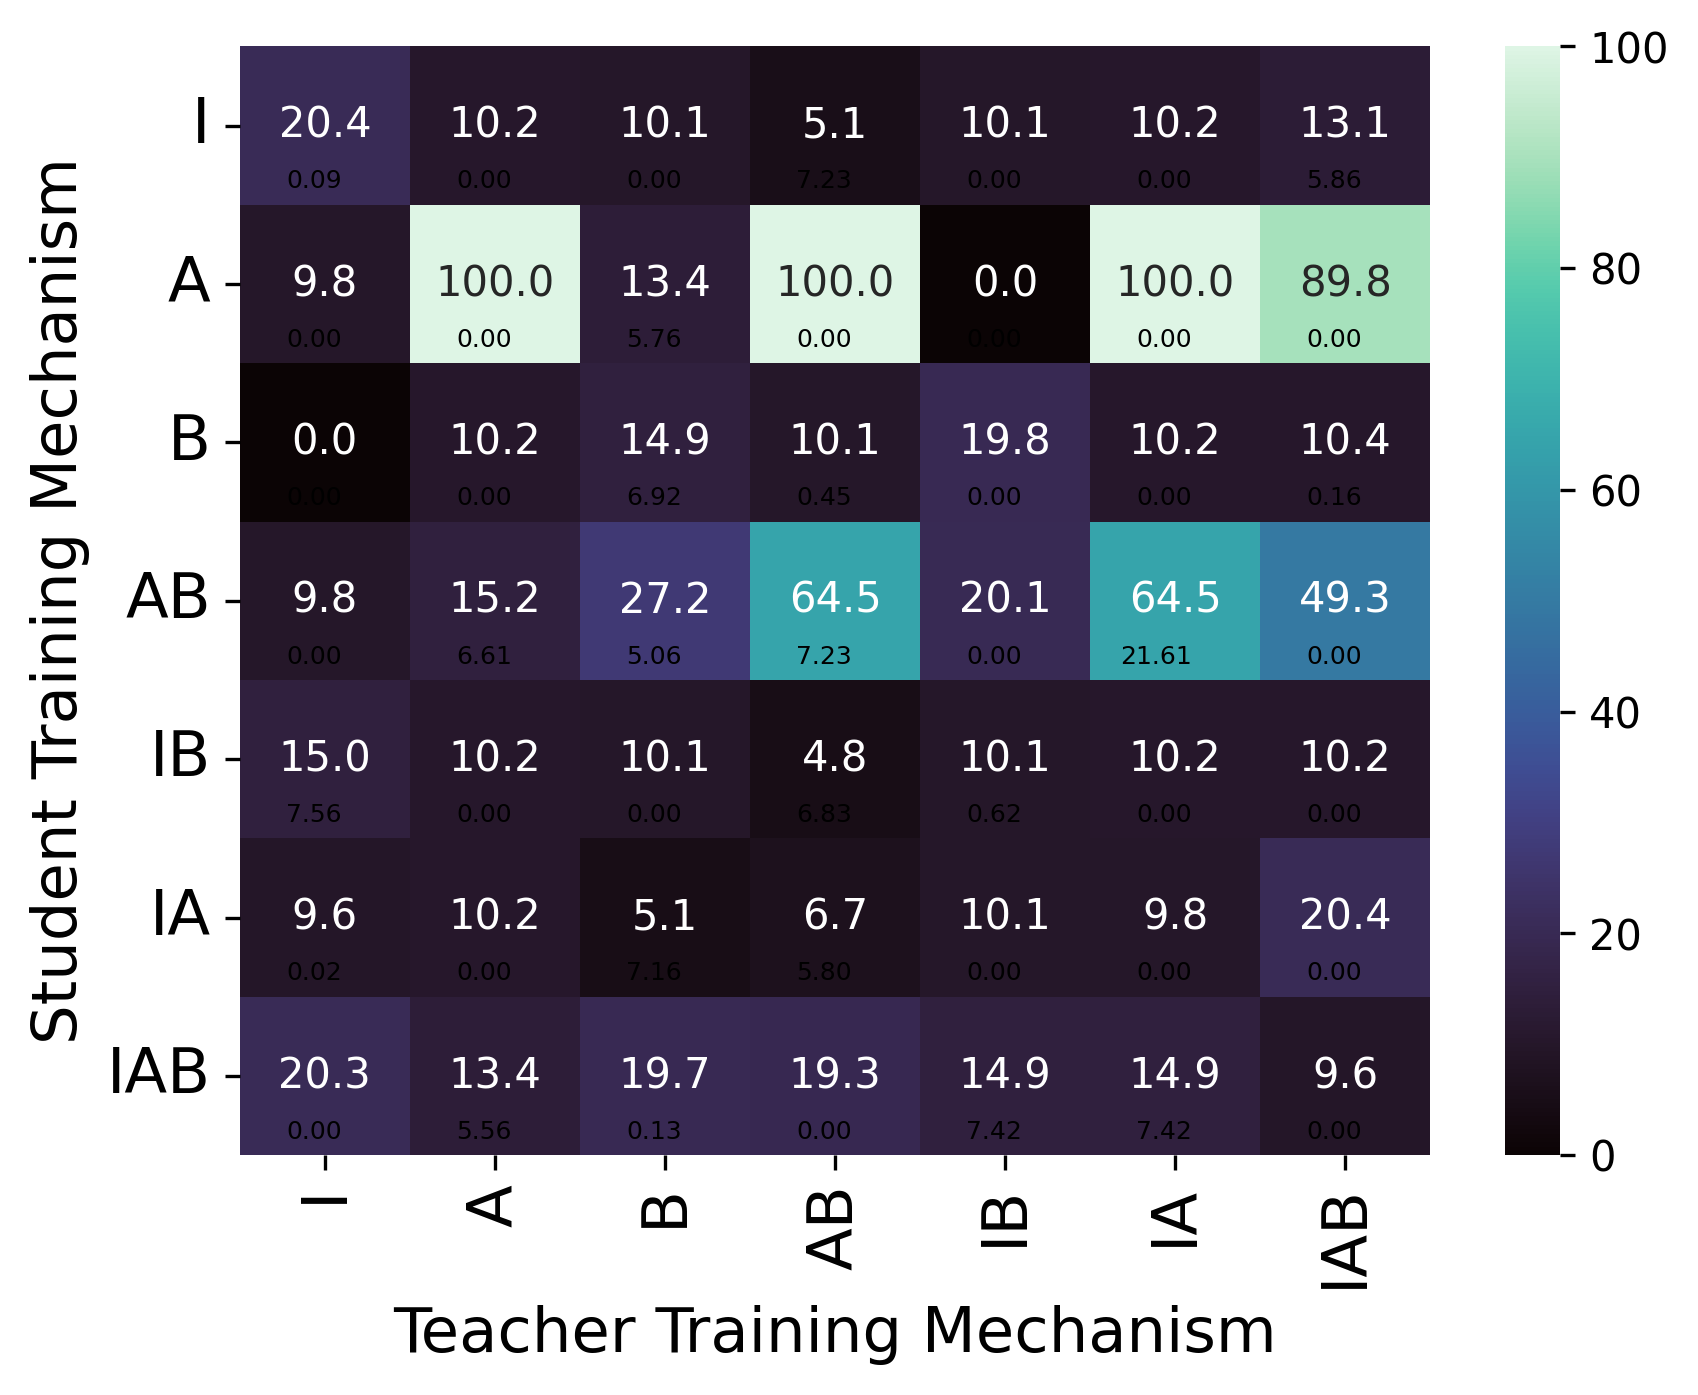 100
I 20.4 10.2 10.1 5.1 10.1 10.2 13.1
0.09 0.00 0.00 7.23 0.00 0.00 5.86
A 9.8 100.0 13.4 100.0 0.0 100.0 89.8
80
0.00 0.00 5.76 0.00 0.00 0.00 0.00
B 0.0 10.2 14.9 10.1 19.8 10.2 10.4
60
0.00 0.00 6.92 0.45 0.00 0.00 0.16
AB 9.8 15.2 27.2 64.5 20.1 64.5 49.3
0.00 6.61 5.06 7.23 0.00 21.61 0.00
40
IB 15.0 10.2 10.1 4.8 10.1 10.2 10.2
7.56 0.00 0.00 6.83 0.62 0.00 0.00
IA 9.6 10.2 5.1 6.7 10.1 9.8 20.4
20
0.02 0.00 7.16 5.80 0.00 0.00 0.00
IAB 20.3 13.4 19.7 19.3 14.9 14.9 9.6
0.00 5.56 0.13 0.00 7.42 7.42 0.00
0
I A B AB IB IA IAB
Teacher Training Mechanism
Student Training Mechanism